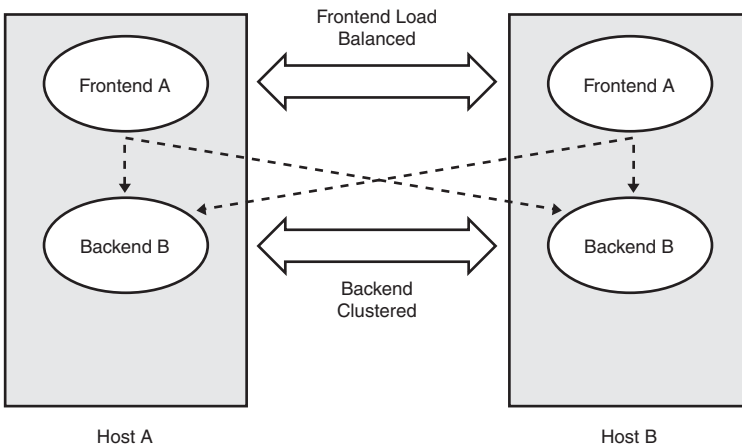 Frontend Load
Balanced
Frontend A
Frontend A
Backend B
Backend B
Backend
Clustered
Host A
Host B